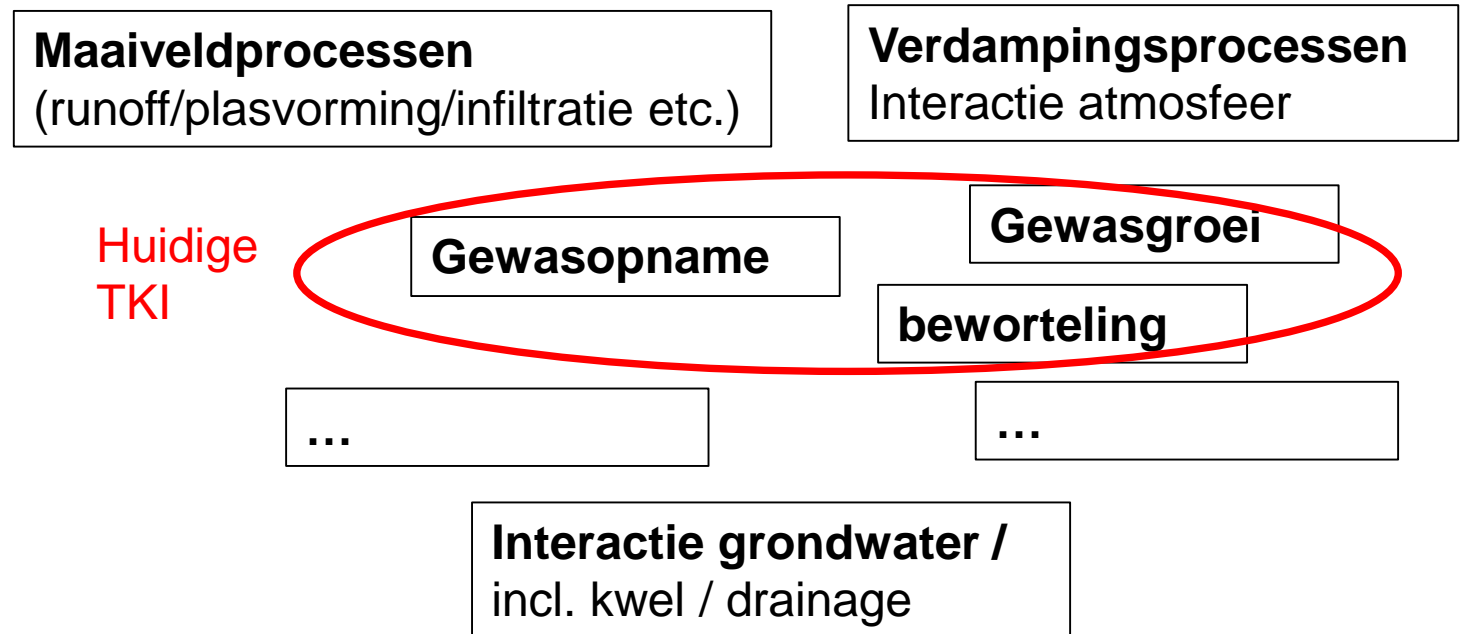 Maaiveldprocessen
(runoff/plasvorming/infiltratie etc.)
Verdampingsprocessen
Interactie atmosfeer
Huidige
TKI
Gewasopname
Gewasgroei
beworteling
…
…
Interactie grondwater /
incl. kwel / drainage